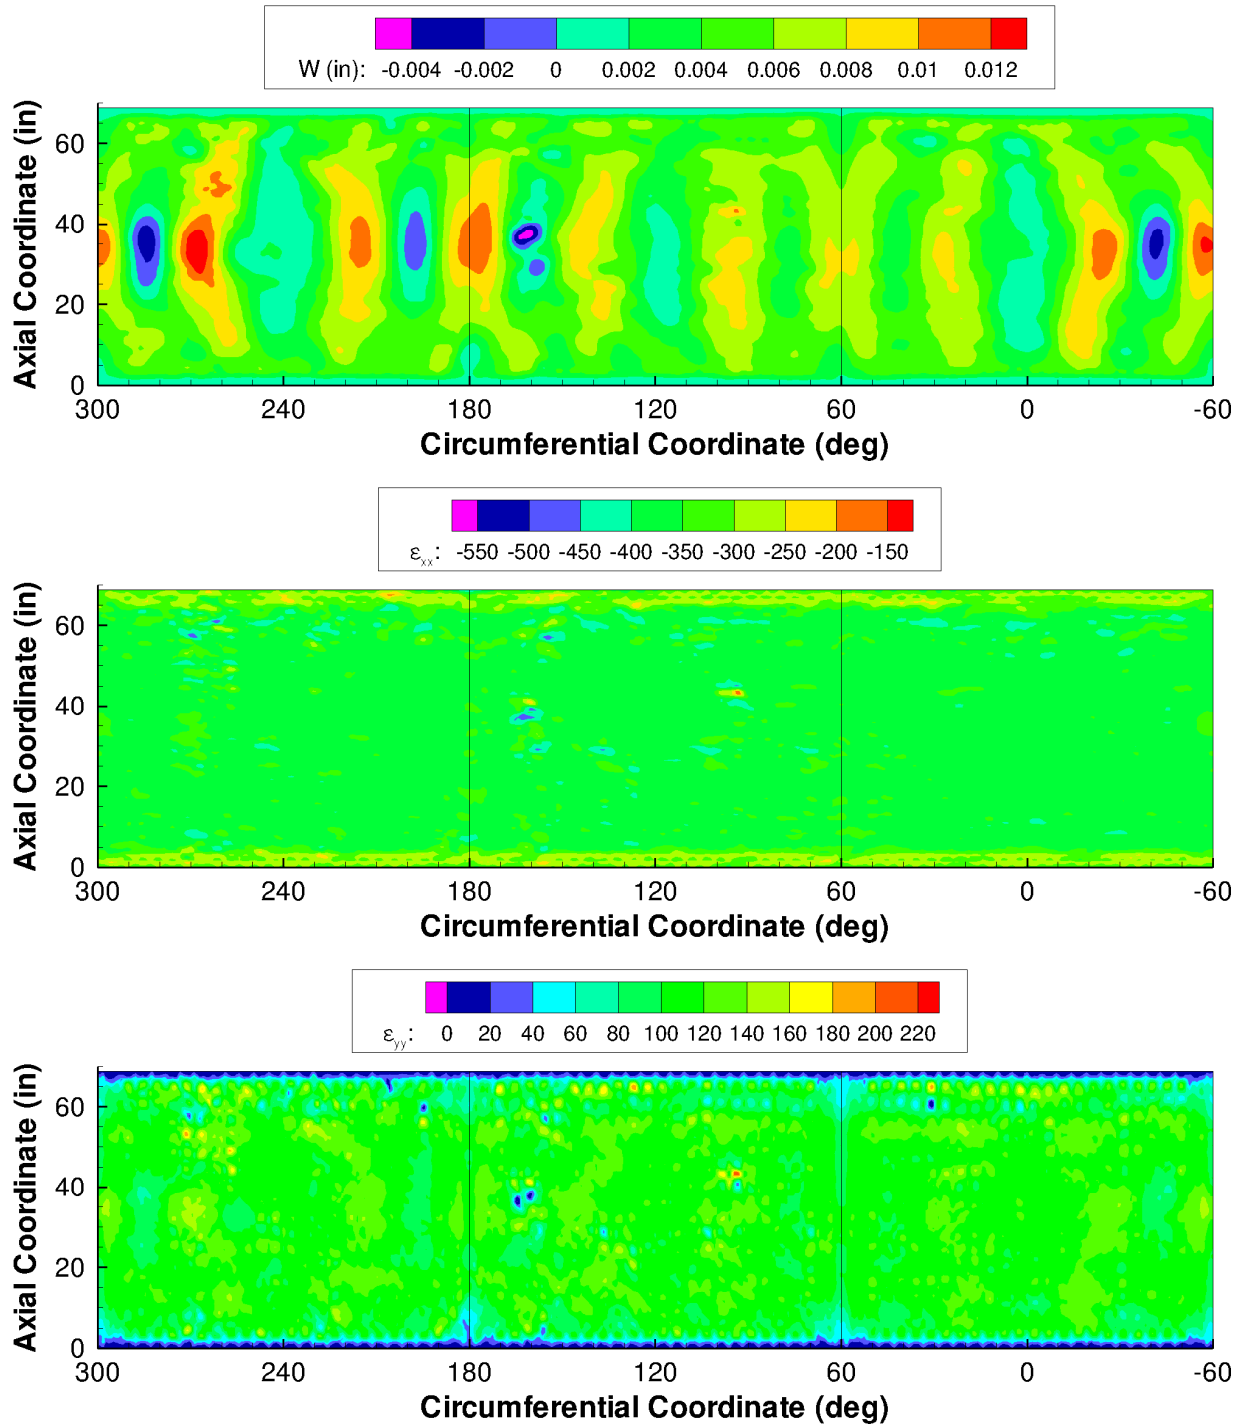 W (in): -0.004 -0.002 0 0.002 0.004 0.006 0.008 0.01 0.012
Axial Coordinate (in)
60
40
20
0
300 240 180 120 60 0 -60
Circumferential Coordinate (deg)
εxx: -550 -500 -450 -400 -350 -300 -250 -200 -150
Axial Coordinate (in)
60
40
20
0
300 240 180 120 60 0 -60
Circumferential Coordinate (deg)
εyy: 0 20 40 60 80 100 120 140 160 180 200 220
Axial Coordinate (in)
60
40
20
0
300 240 180 120 60 0 -60
Circumferential Coordinate (deg)